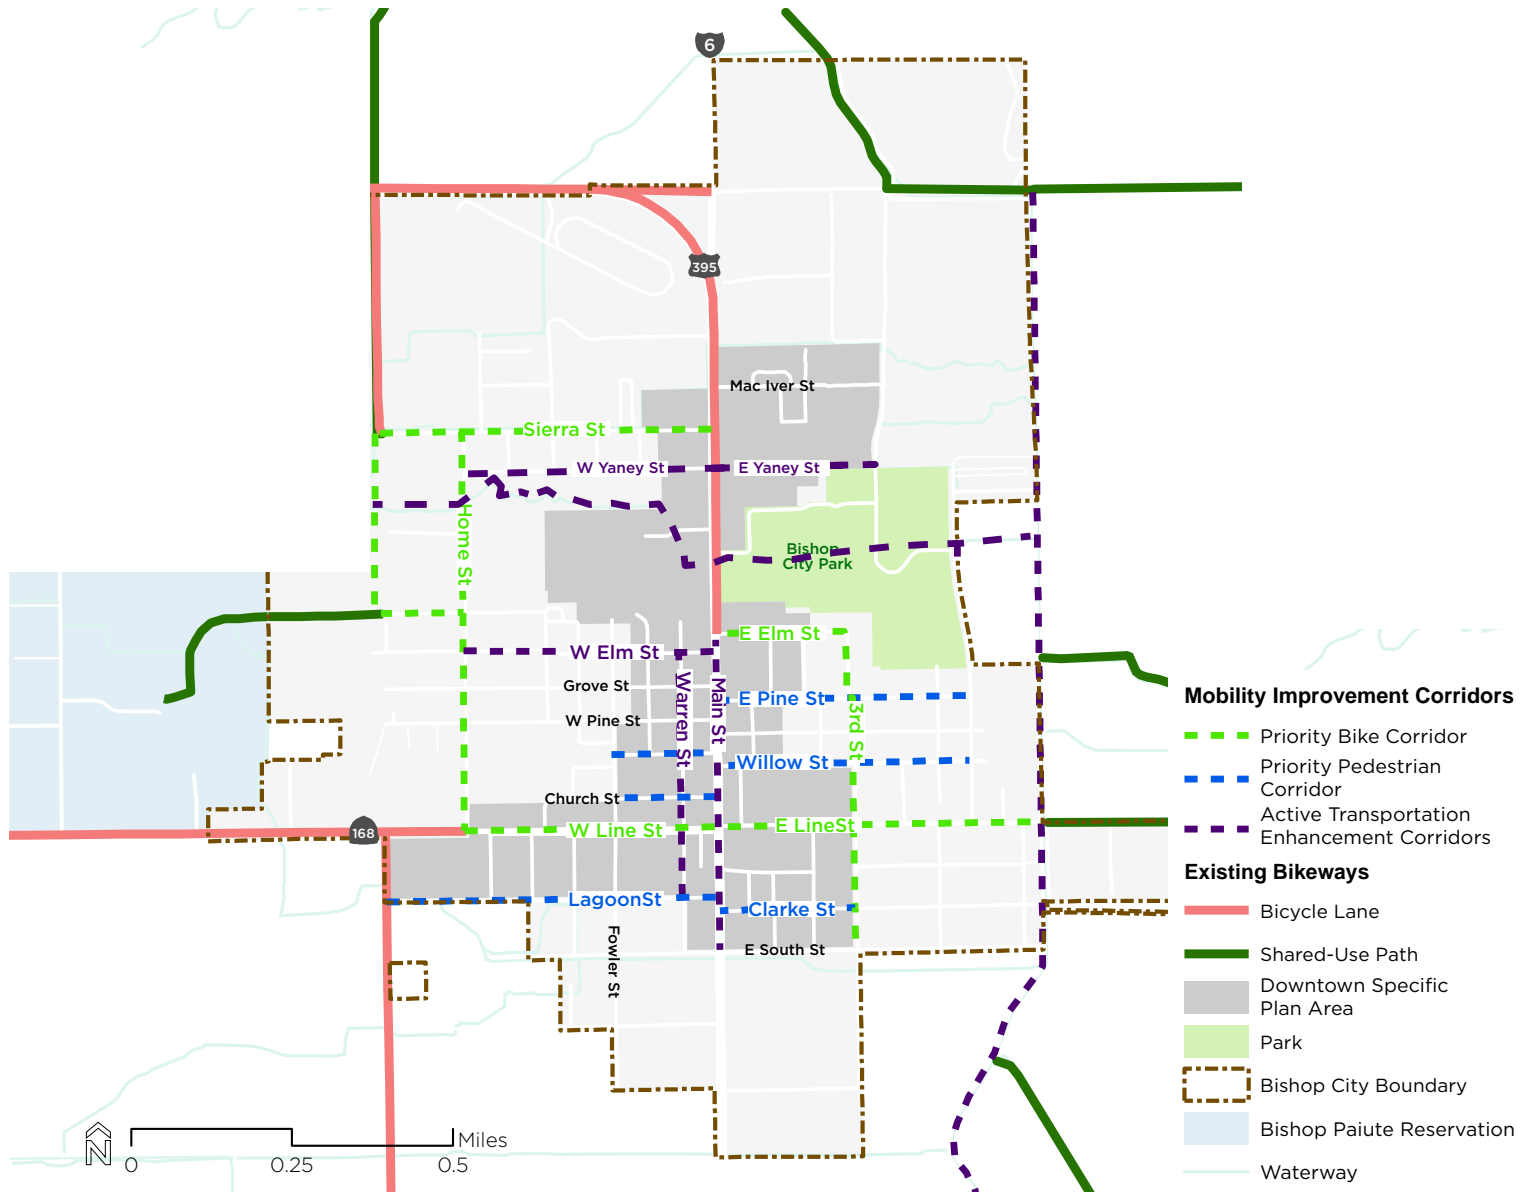 6
395
Mac Iver St
Sierra St
W Yaney St
E Yaney St
Home St
Bishop
City Park
E Elm St
W Elm St
Grove St
Warren St
Main St
E Pine St
3rd St
W Pine St
Willow St
Church St
168
W Line St
E LineSt
LagoonSt
Clarke St
Fowler St
E South St
N
0
0.25
0.5
Miles
Mobility Improvement Corridors
Priority Bike Corridor
Priority Pedestrian
Corridor
Active Transportation
Enhancement Corridors
Existing Bikeways
Bicycle Lane
Shared-Use Path
Downtown Specific
Plan Area
Park
Bishop City Boundary
Bishop Paiute Reservation
Waterway